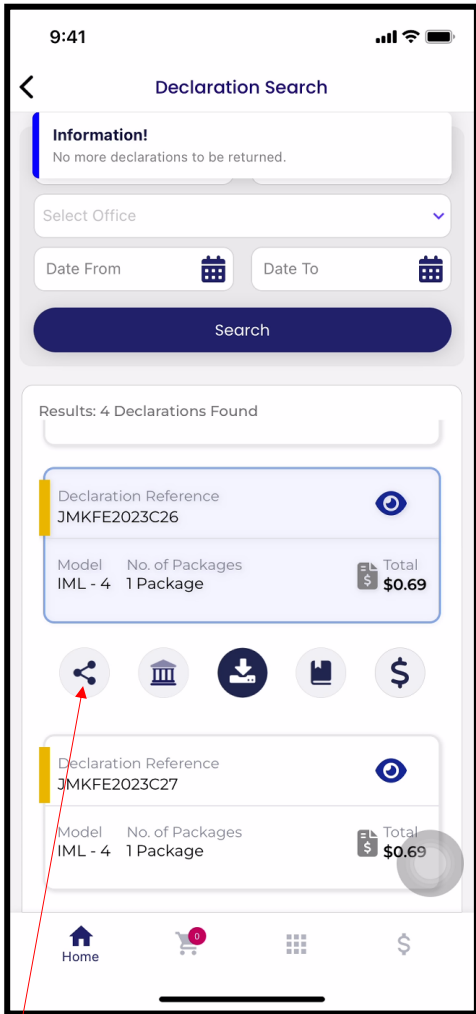 9:41
Declaration Search
Information!
No more declarations to be returned.
Select Office
Date From
Date To
Search
Results: 4 Declarations Found
Declaration Reference
JMKFE2023C26
Model No. of Packages Total
IML - 4 1 Package $0.69
$
Declaration Reference
JMKFE2023C27
Model No. of Packages Total
IML - 4 1 Package $0.69
0
Home
$